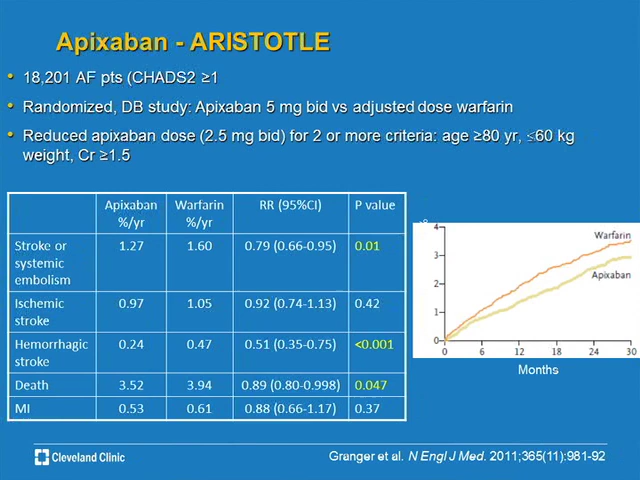 Apixaban - ARISTOTLE
• 18,201 AF pts (CHADS2 ≥1
• Randomized, DB study: Apixaban 5 mg bid vs adjusted dose warfarin
• Reduced apixaban dose (2.5 mg bid) for 2 or more criteria: age ≥80 yr, ≤60 kg
weight, Cr ≥1.5
Apixaban %/yr Warfarin %/yr RR (95%CI) P value
Stroke or systemic embolism 1.27 1.60 0.79 (0.66-0.95) 0.01
Ischemic stroke 0.97 1.05 0.92 (0.74-1.13) 0.42
Hemorrhagic stroke 0.24 0.47 0.51 (0.35-0.75) <0.001
Death 3.52 3.94 0.89 (0.80-0.998) 0.047
MI 0.53 0.61 0.88 (0.66-1.17) 0.37
%
4
3
2
1
0
Warfarin
Apixaban
0 6 12 18 24 30
Months
Cleveland Clinic
Granger et al. N Engl J Med. 2011;365(11):981-92